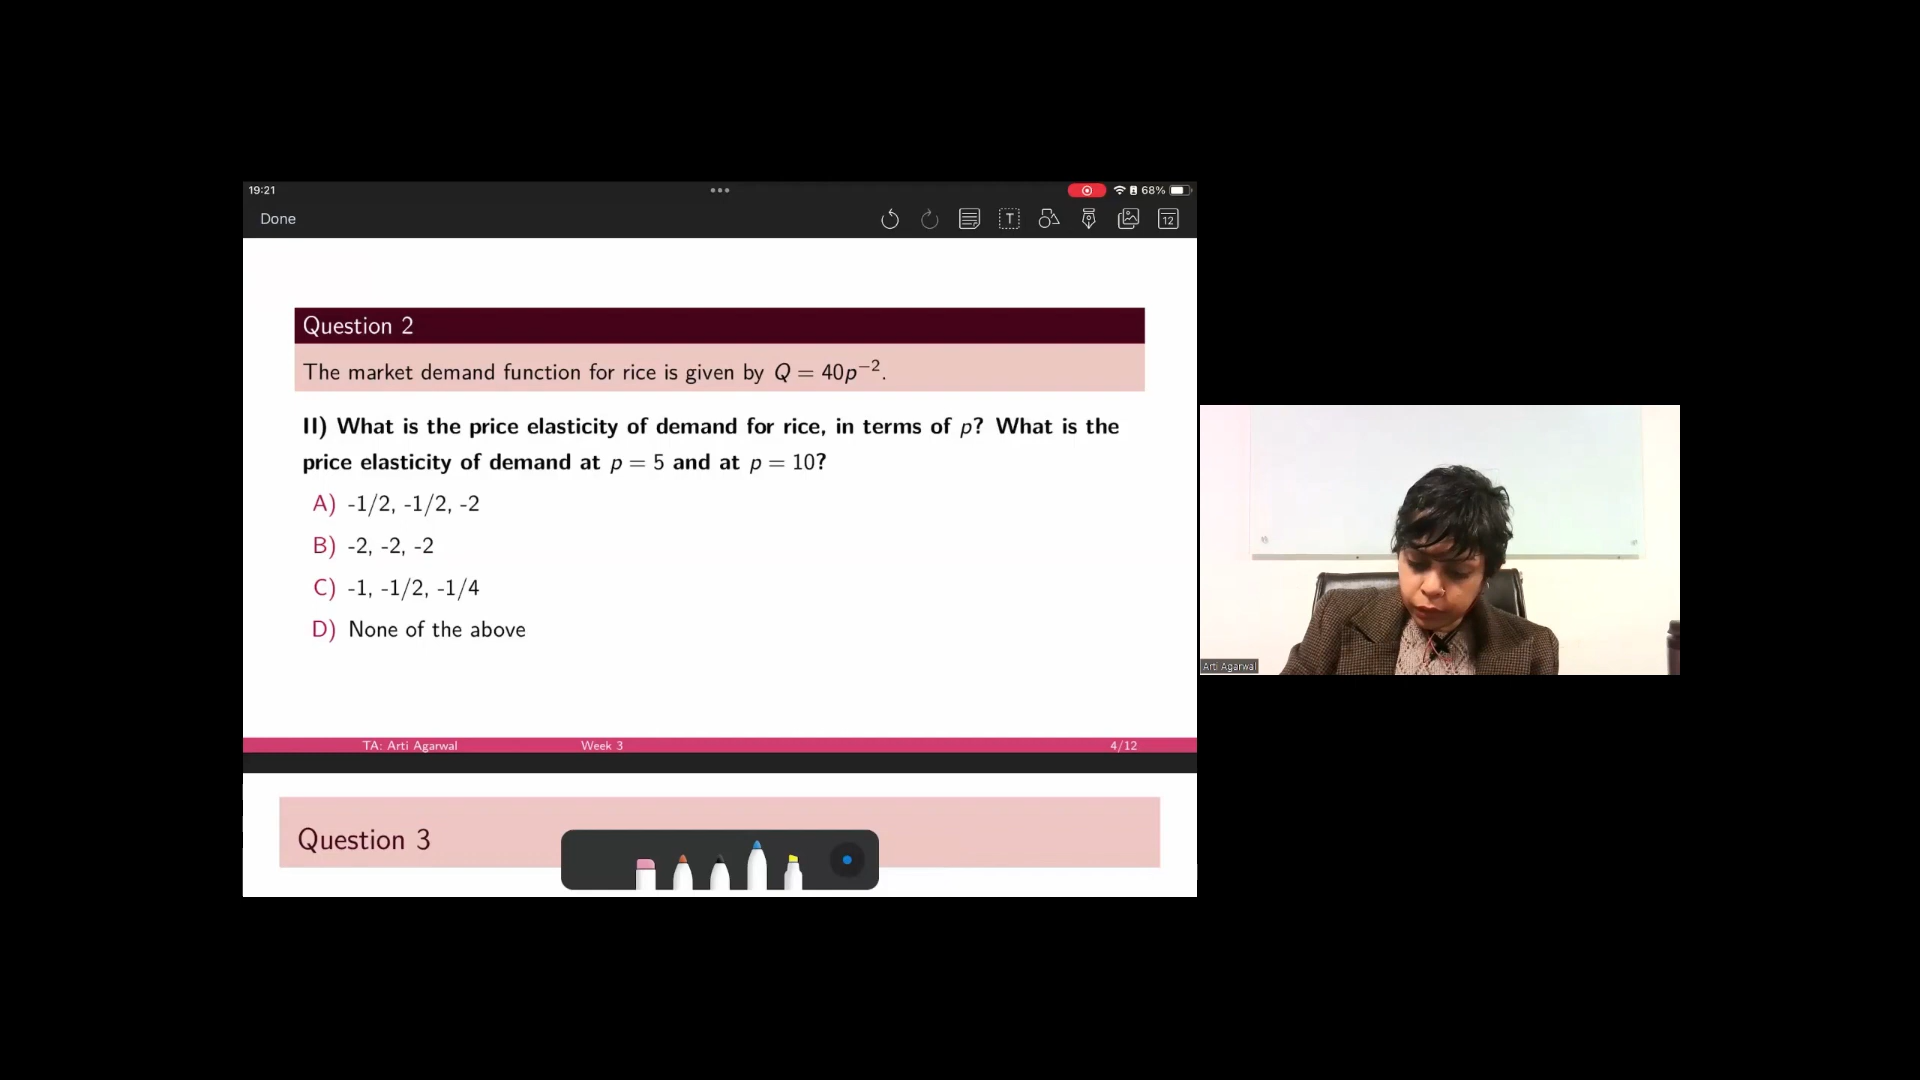 19:21
68%
Done
T
12
Question 2
The market demand function for rice is given by Q = 40p⁻².
II) What is the price elasticity of demand for rice, in terms of p? What is the
price elasticity of demand at p = 5 and at p = 10?
A) -1/2, -1/2, -2
B) -2, -2, -2
C) -1, -1/2, -1/4
D) None of the above
Arti Agarwal
TA: Arti Agarwal Week 3 4/12
Question 3